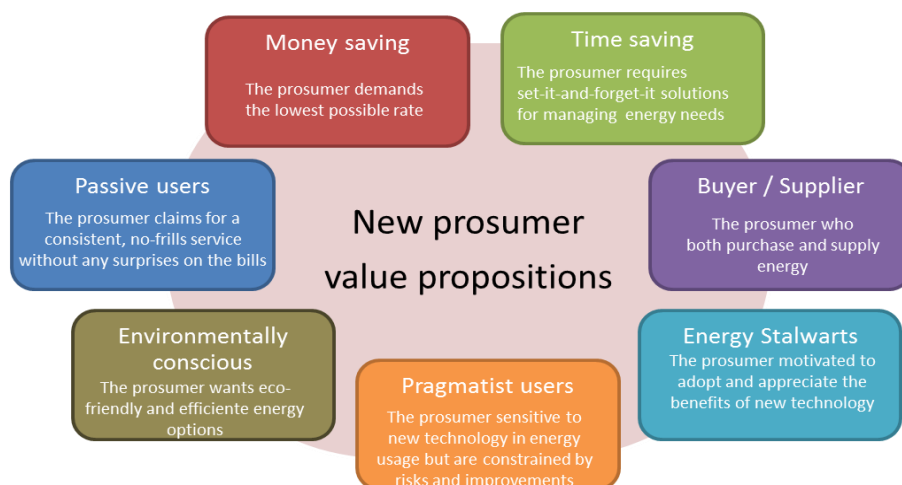 Money saving
The prosumer demands
the lowest possible rate
Time saving
The prosumer requires
set-it-and-forget-it solutions
for managing energy needs
Passive users
The prosumer claims for a
consistent, no-frills service
without any surprises on the bills
New prosumer
value propositions
Buyer / Supplier
The prosumer who
both purchase and supply
energy
Environmentally
conscious
The prosumer wants eco-
friendly and efficiente energy
options
Pragmatist users
The prosumer sensitive to
new technology in energy
usage but are constrained by
risks and improvements
Energy Stalwarts
The prosumer motivated to
adopt and appreciate the
benefits of new technology